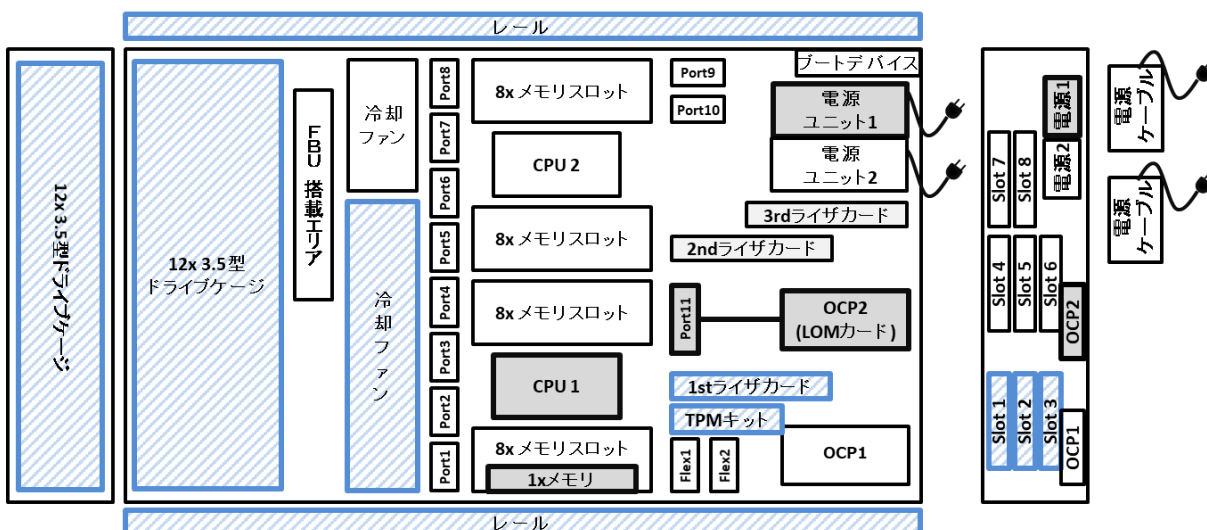 レール
12x 3.5型ドライブケージ
12x 3.5型
ドライブケージ
FBU 搭載エリア
冷却
ファン
冷却ファン
Port8
Port7
Port6
Port5
Port4
Port3
Port2
Port1
8x メモリスロット
CPU 2
8x メモリスロット
8x メモリスロット
CPU 1
8x メモリスロット
1xメモリ
Port9
Port10
ブートデバイス
電源
ユニット1
電源
ユニット2
3rdライザカード
2ndライザカード
Port11
OCP2
(LOMカード)
1stライザカード
TPMキット
Flex1
Flex2
OCP1
レール
電源1
電源2
Slot 7
Slot 8
Slot 4
Slot 5
Slot 6
OCP2
Slot 1
Slot 2
Slot 3
OCP1
電源
ケーブル
電源
ケーブル